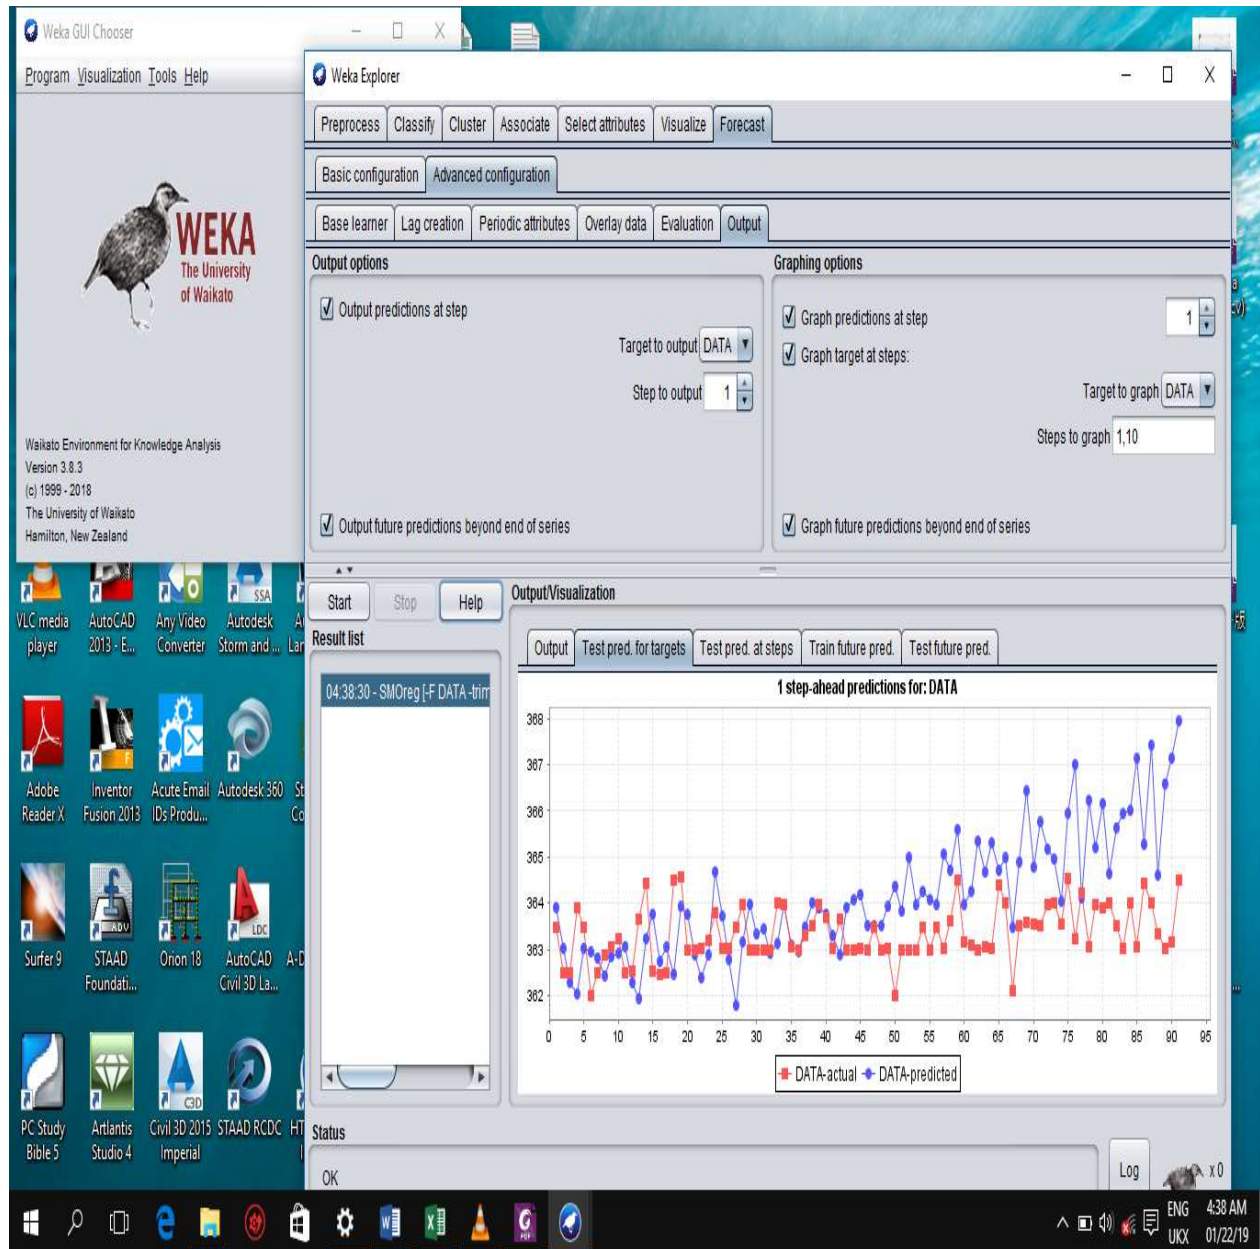 Weka GUI Chooser
Program Visualization Tools Help
WEKA
The University
of Waikato
Waikato Environment for Knowledge Analysis
Version 3.8.3
(c) 1999 - 2018
The University of Waikato
Hamilton, New Zealand
Weka Explorer
Preprocess Classify Cluster Associate Select attributes Visualize Forecast
Basic configuration Advanced configuration
Base learner Lag creation Periodic attributes Overlay data Evaluation Output
Output options
Output predictions at step
Target to output DATA
Step to output 1
Output future predictions beyond end of series
Graphing options
Graph predictions at step 1
Graph target at steps:
Target to graph DATA
Steps to graph 1,10
Graph future predictions beyond end of series
Start Stop Help
Result list
04:38:30 - SMOreg [-F DATA -trim
Output/Visualization
Output Test pred. for targets Test pred. at steps Train future pred. Test future pred.
1 step-ahead predictions for: DATA
368
367
366
365
364
363
362
0 5 10 15 20 25 30 35 40 45 50 55 60 65 70 75 80 85 90 95
DATA-actual DATA-predicted
Status
OK
Log
x 0
SSA
VLC media player
AutoCAD 2013 - E...
Any Video Converter
Autodesk Storm and ...
Adobe Reader X
Inventor Fusion 2013
Acute Email IDs Produ...
Autodesk 360
Surfer 9
ADV
STAAD Foundati...
Orion 18
LDC
AutoCAD Civil 3D La...
PC Study Bible 5
Artlantis Studio 4
C3D
Civil 3D 2015 Imperial
STAAD RCDC
ENG
UKX
4:38 AM
01/22/19